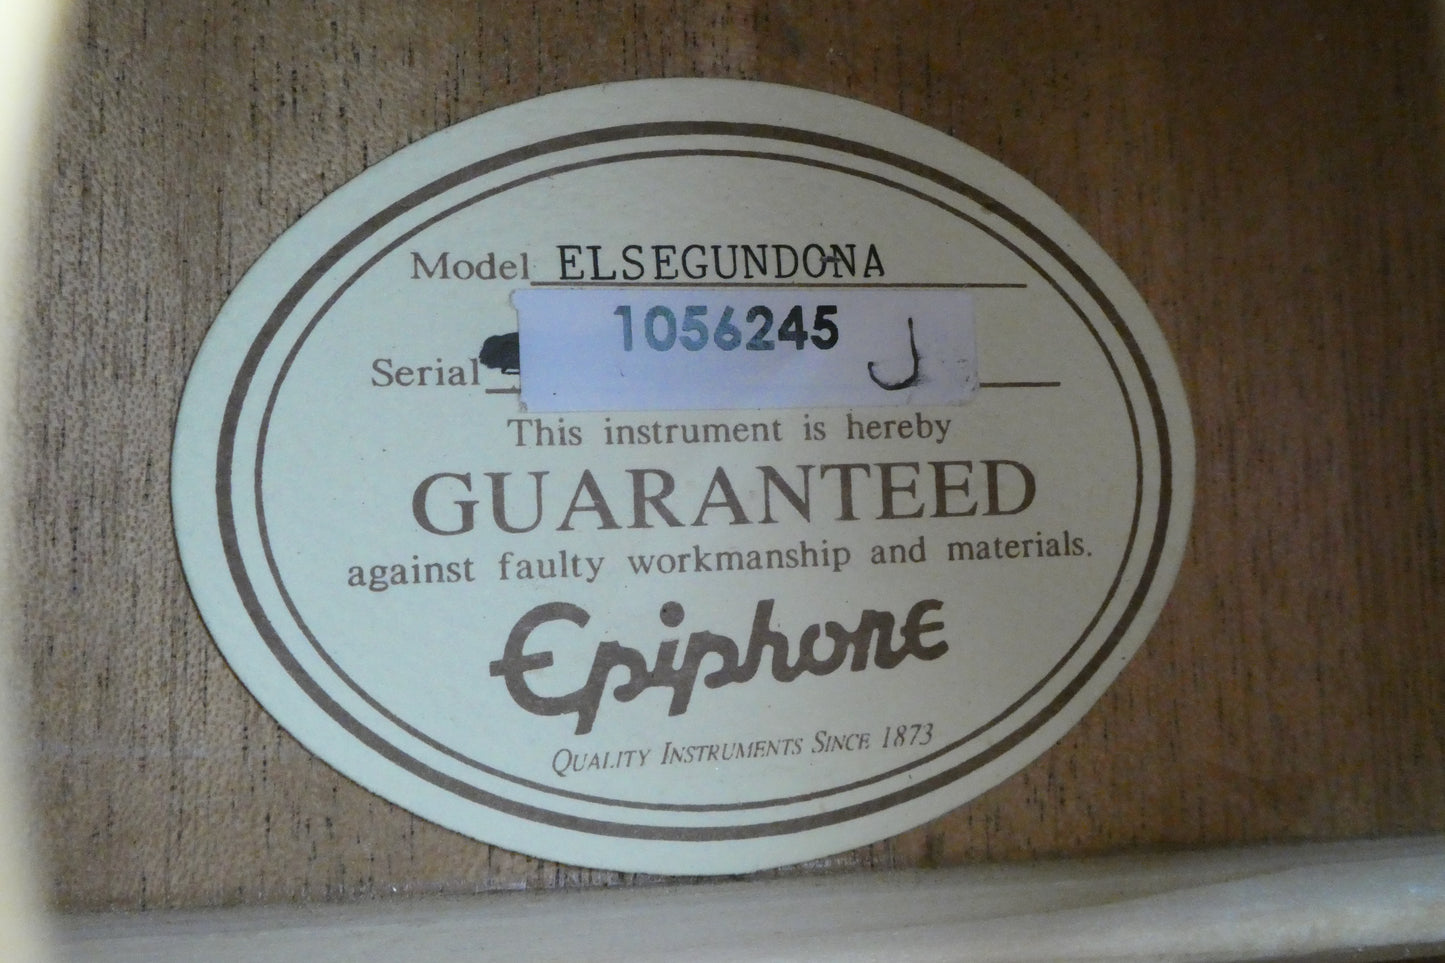 Model ELSEGUNDONA
1056245 J
Serial
This instrument is hereby
GUARANTEED
against faulty workmanship and materials.
Epiphone
QUALITY INSTRUMENTS SINCE 1873